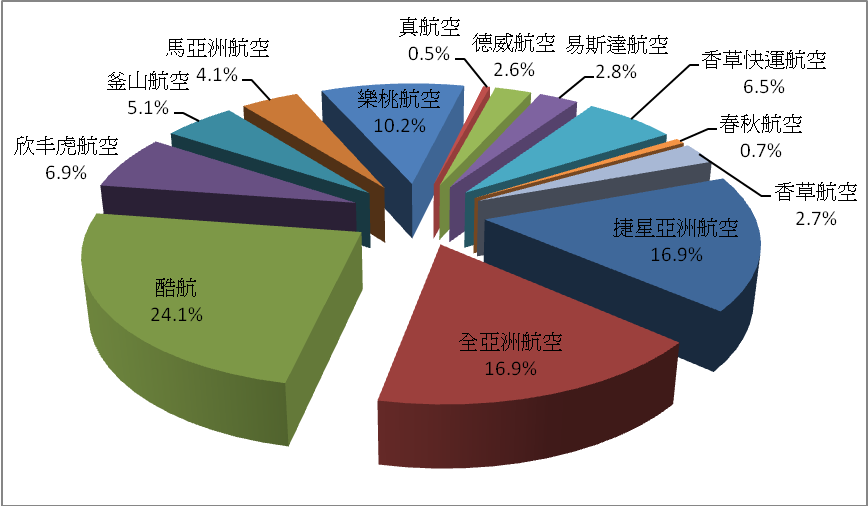 真航空
0.5%
德威航空
2.6%
易斯達航空
2.8%
香草快運航空
6.5%
春秋航空
0.7%
香草航空
2.7%
捷星亞洲航空
16.9%
全亞洲航空
16.9%
酷航
24.1%
欣丰虎航空
6.9%
釜山航空
5.1%
馬亞洲航空
4.1%
樂桃航空
10.2%